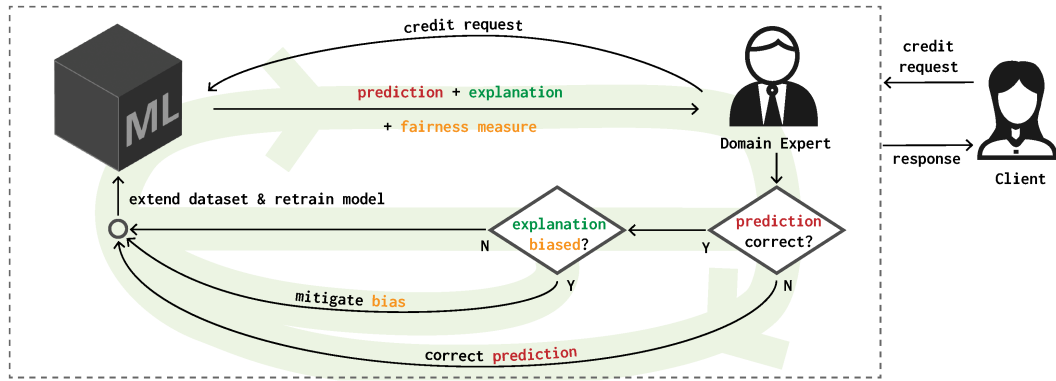 credit request
ML
prediction + explanation
+ fairness measure
Domain Expert
credit
request
response
Client
extend dataset & retrain model
explanation
biased?
prediction
correct?
N
Y
Y
N
mitigate bias
correct prediction